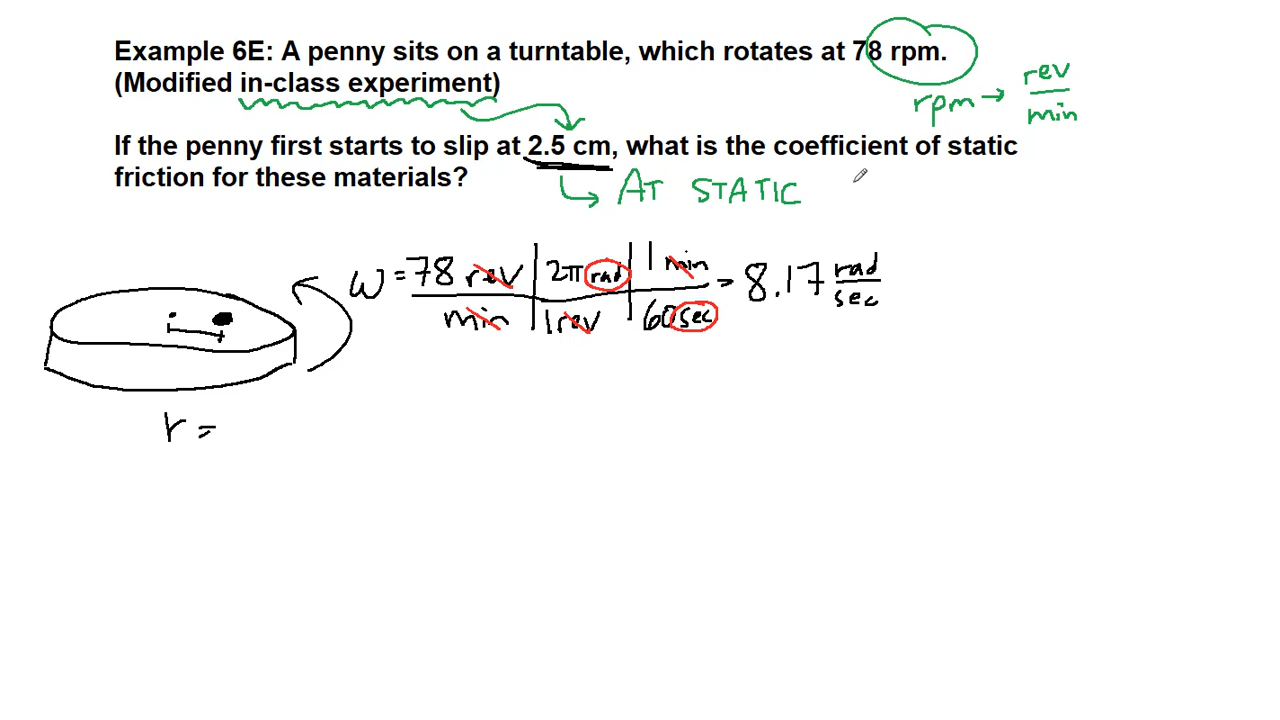 Example 6E: A penny sits on a turntable, which rotates at 78 rpm.
(Modified in-class experiment)
rpm → rev/min
If the penny first starts to slip at 2.5 cm, what is the coefficient of static
friction for these materials?
AT STATIC
ω = 78 rev/min | 2π rad/1 rev | 1 min/60 sec = 8.17 rad/sec
r =